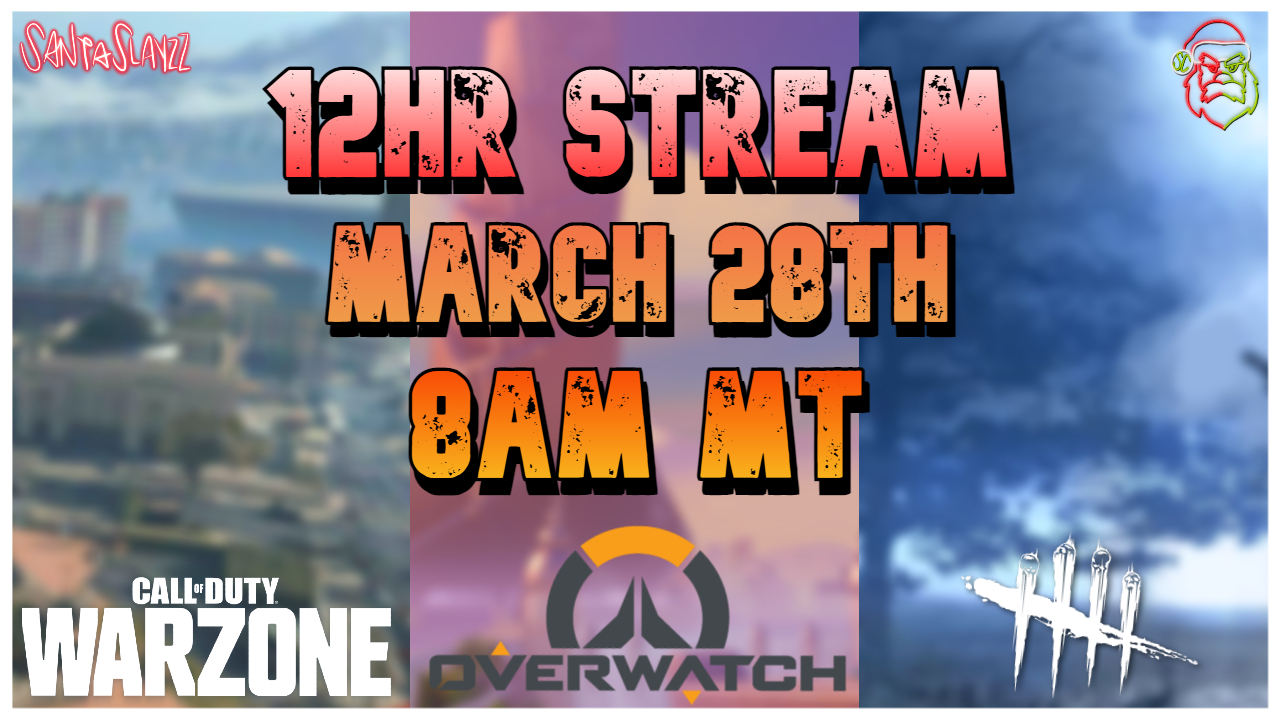 SANTASLAYZZ
12HR STREAM
MARCH 28TH
8AM MT
CALL OF DUTY
WARZONE
OVERWATCH